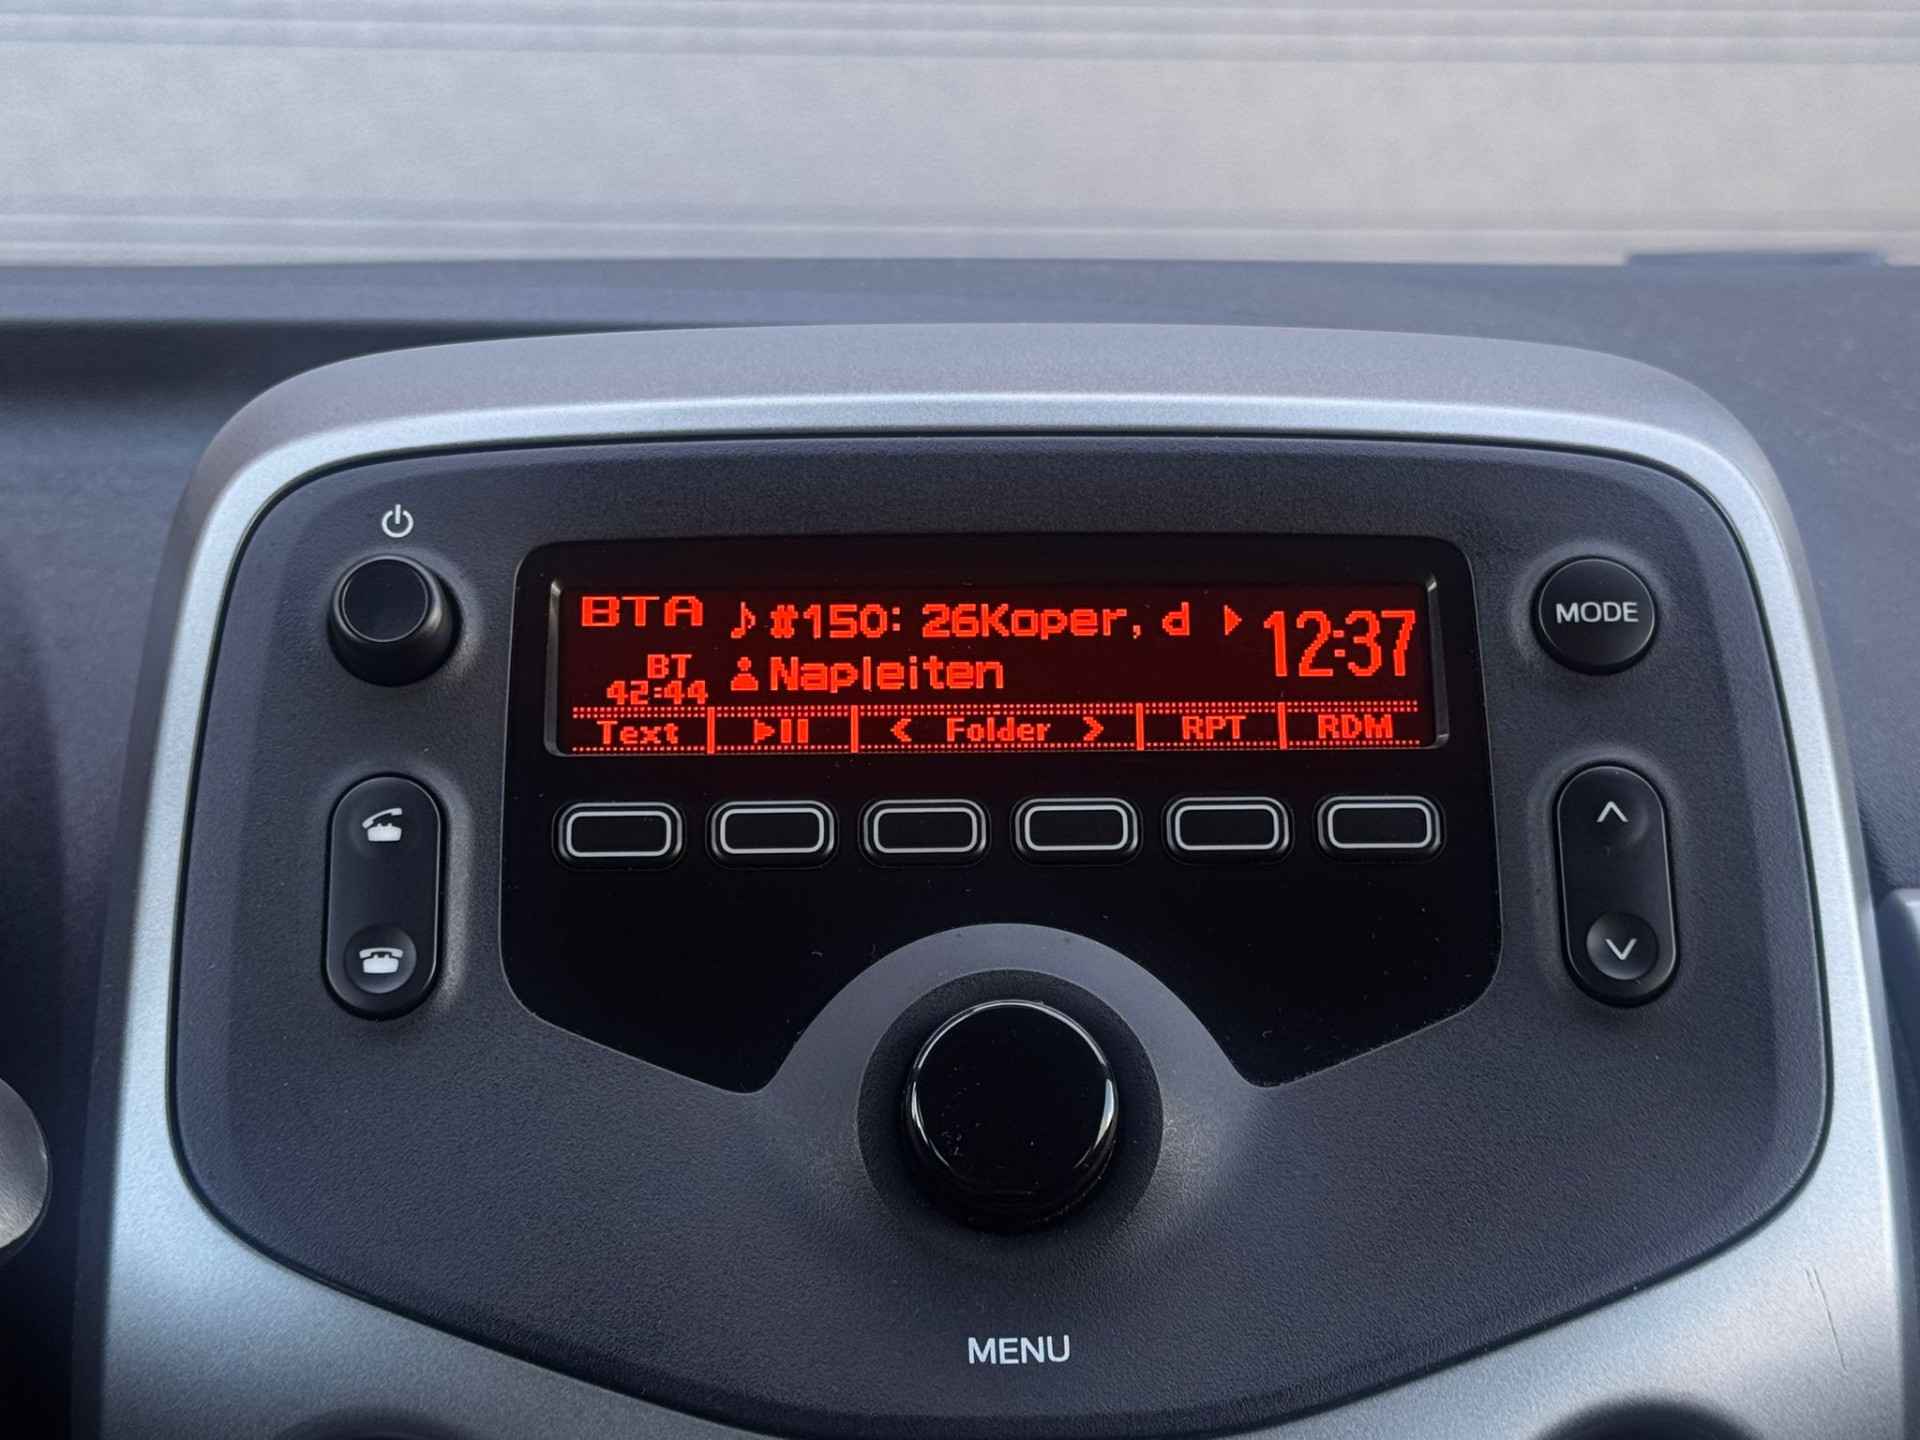 BTA ♪ #150: 26Koper, d ▶ 12:37
BT 👤 Napleiten
42:44
Text ▶II < Folder > RPT RDM
MODE
MENU